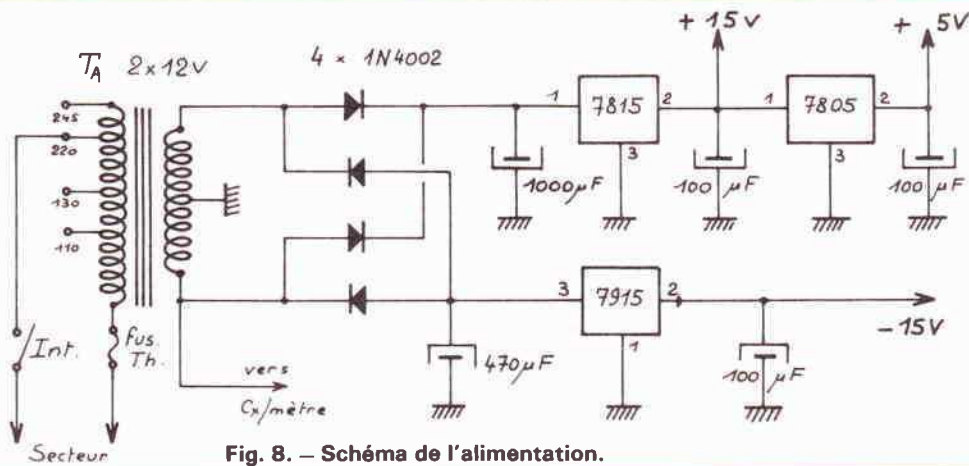 + 15V
+ 5V
TA 2 x 12v
4 x 1N4002
245
220
130
110
1 7815 2
3
1 7805 2
3
1000µF
100 µF
100 µF
3 7915 2
1
- 15V
470µF
100 µF
Int.
fus.
Th.
vers
Cx/mètre
Secteur
Fig. 8. — Schéma de l'alimentation.